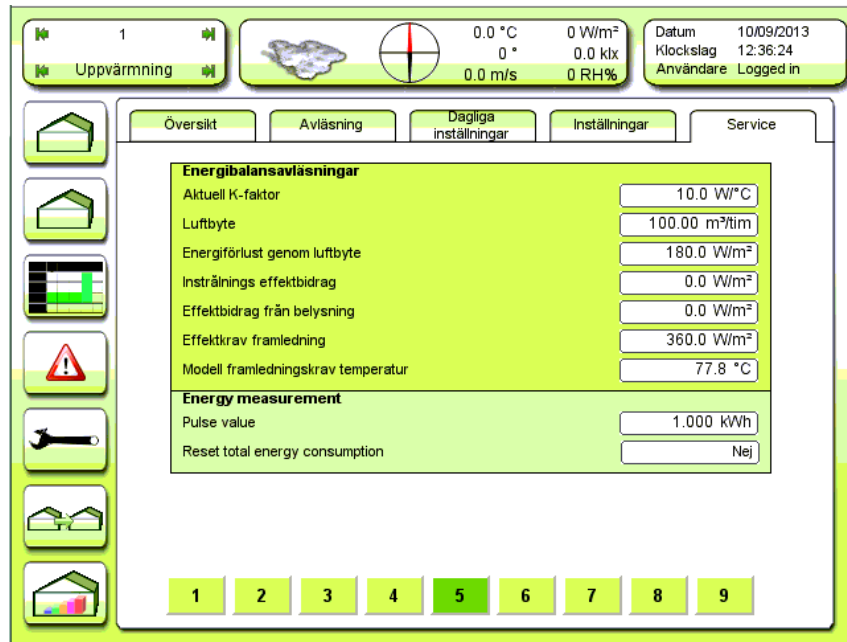 1
Uppvärmning
0.0 °C
0 °
0.0 m/s
0 W/m²
0.0 klx
0 RH%
Datum 10/09/2013
Klockslag 12:36:24
Användare Logged in
Översikt
Avläsning
Dagliga
inställningar
Inställningar
Service
Energibalansavläsningar
Aktuell K-faktor 10.0 W/°C
Luftbyte 100.00 m³/tim
Energiförlust genom luftbyte 180.0 W/m²
Instrålnings effektbidrag 0.0 W/m²
Effektbidrag från belysning 0.0 W/m²
Effektkrav framledning 360.0 W/m²
Modell framledningskrav temperatur 77.8 °C
Energy measurement
Pulse value 1.000 kWh
Reset total energy consumption Nej
1 2 3 4 5 6 7 8 9